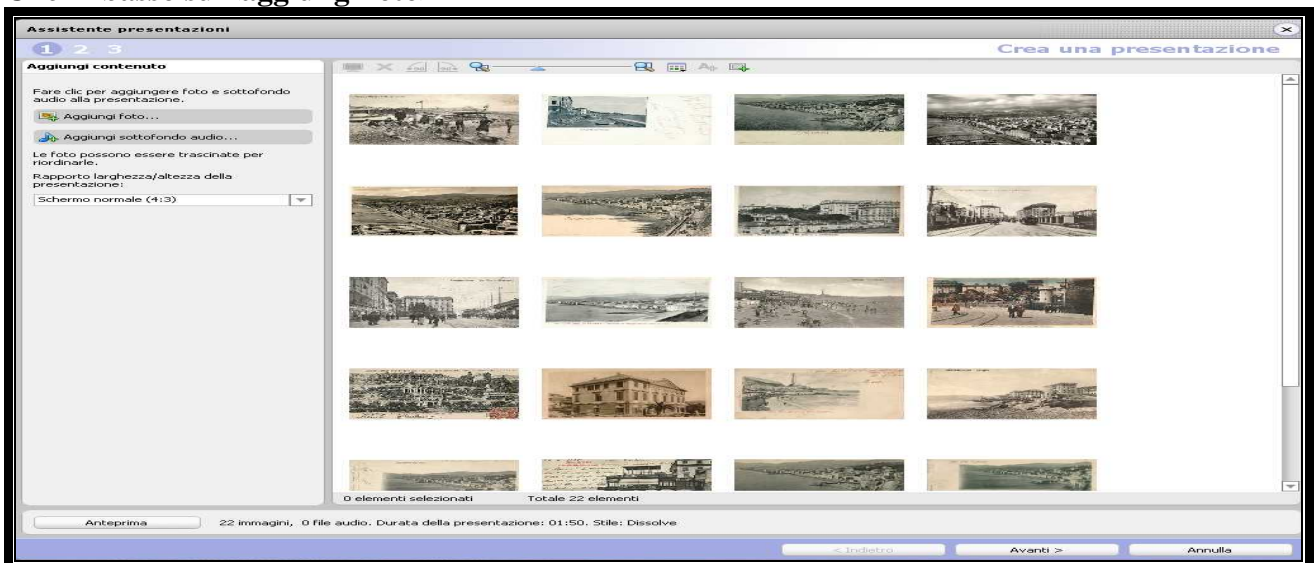 Assistente presentazioni
1 2 3
Crea una presentazione
Aggiungi contenuto
Fare clic per aggiungere foto e sottofondo
audio alla presentazione.
Aggiungi foto...
Aggiungi sottofondo audio...
Le foto possono essere trascinate per
riordinarle.
Rapporto larghezza/altezza della
presentazione:
Schermo normale (4:3)
0 elementi selezionati Totale 22 elementi
Anteprima 22 immagini, 0 file audio. Durata della presentazione: 01:50. Stile: Dissolve
< Indietro Avanti > Annulla